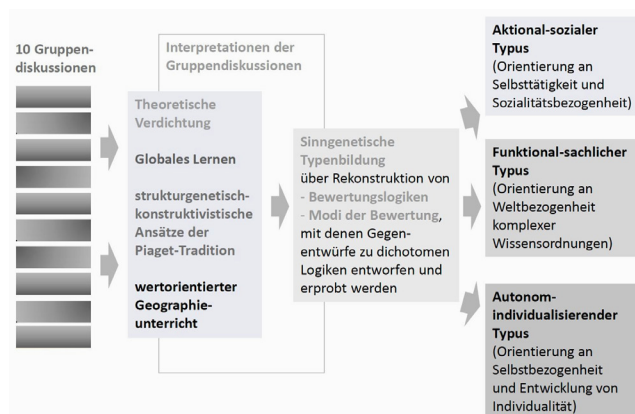 10 Gruppen-
diskussionen
Interpretationen der
Gruppendiskussionen
Theoretische
Verdichtung
Globales Lernen
strukturgenetisch-
konstruktivistische
Ansätze der
Piaget-Tradition
wertorientierter
Geographie-
unterricht
Sinngenetische
Typenbildung
über Rekonstruktion von
- Bewertungslogiken
- Modi der Bewertung,
mit denen Gegen-
entwürfe zu dichotomen
Logiken entworfen und
erprobt werden
Aktional-sozialer
Typus
(Orientierung an
Selbsttätigkeit und
Sozialitätsbezogenheit)
Funktional-sachlicher
Typus
(Orientierung an
Weltbezogenheit
komplexer
Wissensordnungen)
Autonom-
individualisierender
Typus
(Orientierung an
Selbstbezogenheit
und Entwicklung von
Individualität)